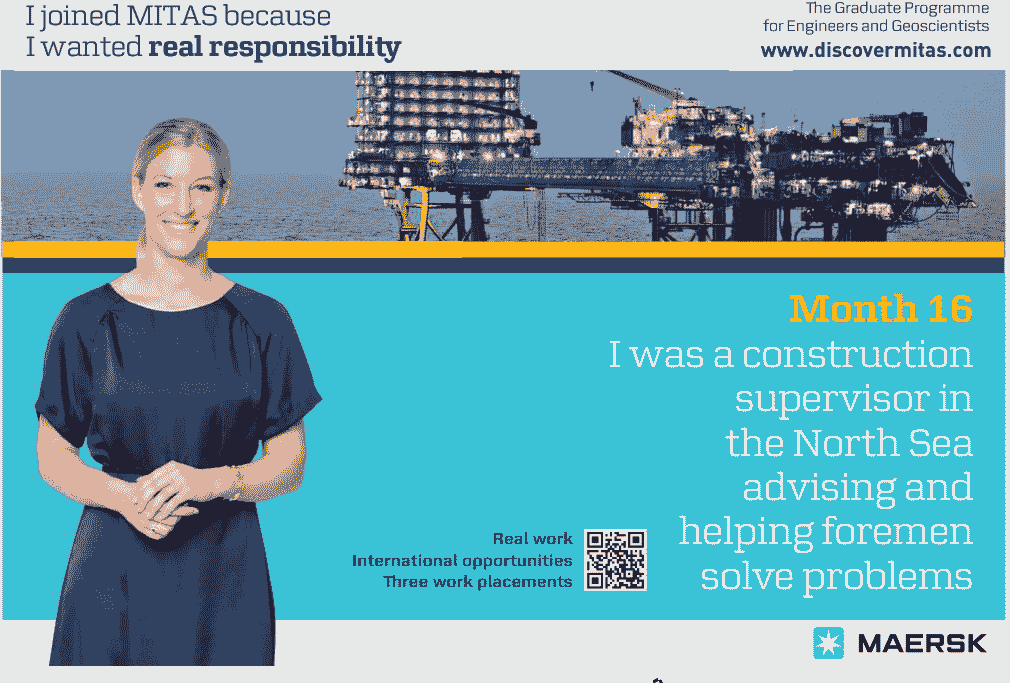 I joined MITAS because
I wanted real responsibility
The Graduate Programme
for Engineers and Geoscientists
www.discovermitas.com
Month 16
I was a construction
supervisor in
the North Sea
advising and
helping foremen
solve problems
Real work
International opportunities
Three work placements
MAERSK